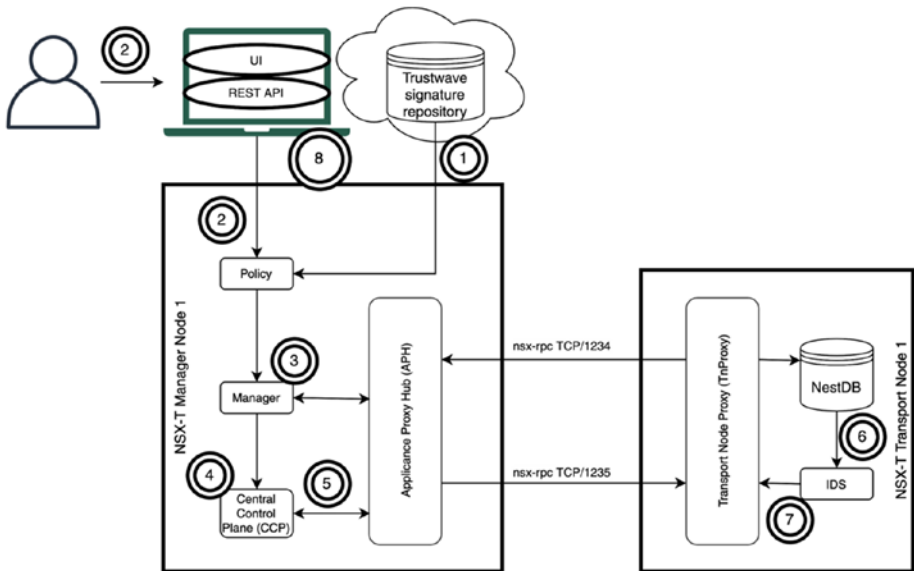 2
UI
REST API
Trustwave
signature
repository
8
1
2
Policy
NSX-T Manager Node 1
3
Manager
4
Central
Control
Plane (CCP)
5
Applicance Proxy Hub (APH)
nsx-rpc TCP/1234
nsx-rpc TCP/1235
Transport Node Proxy (TnProxy)
NestDB
6
IDS
7
NSX-T Transport Node 1